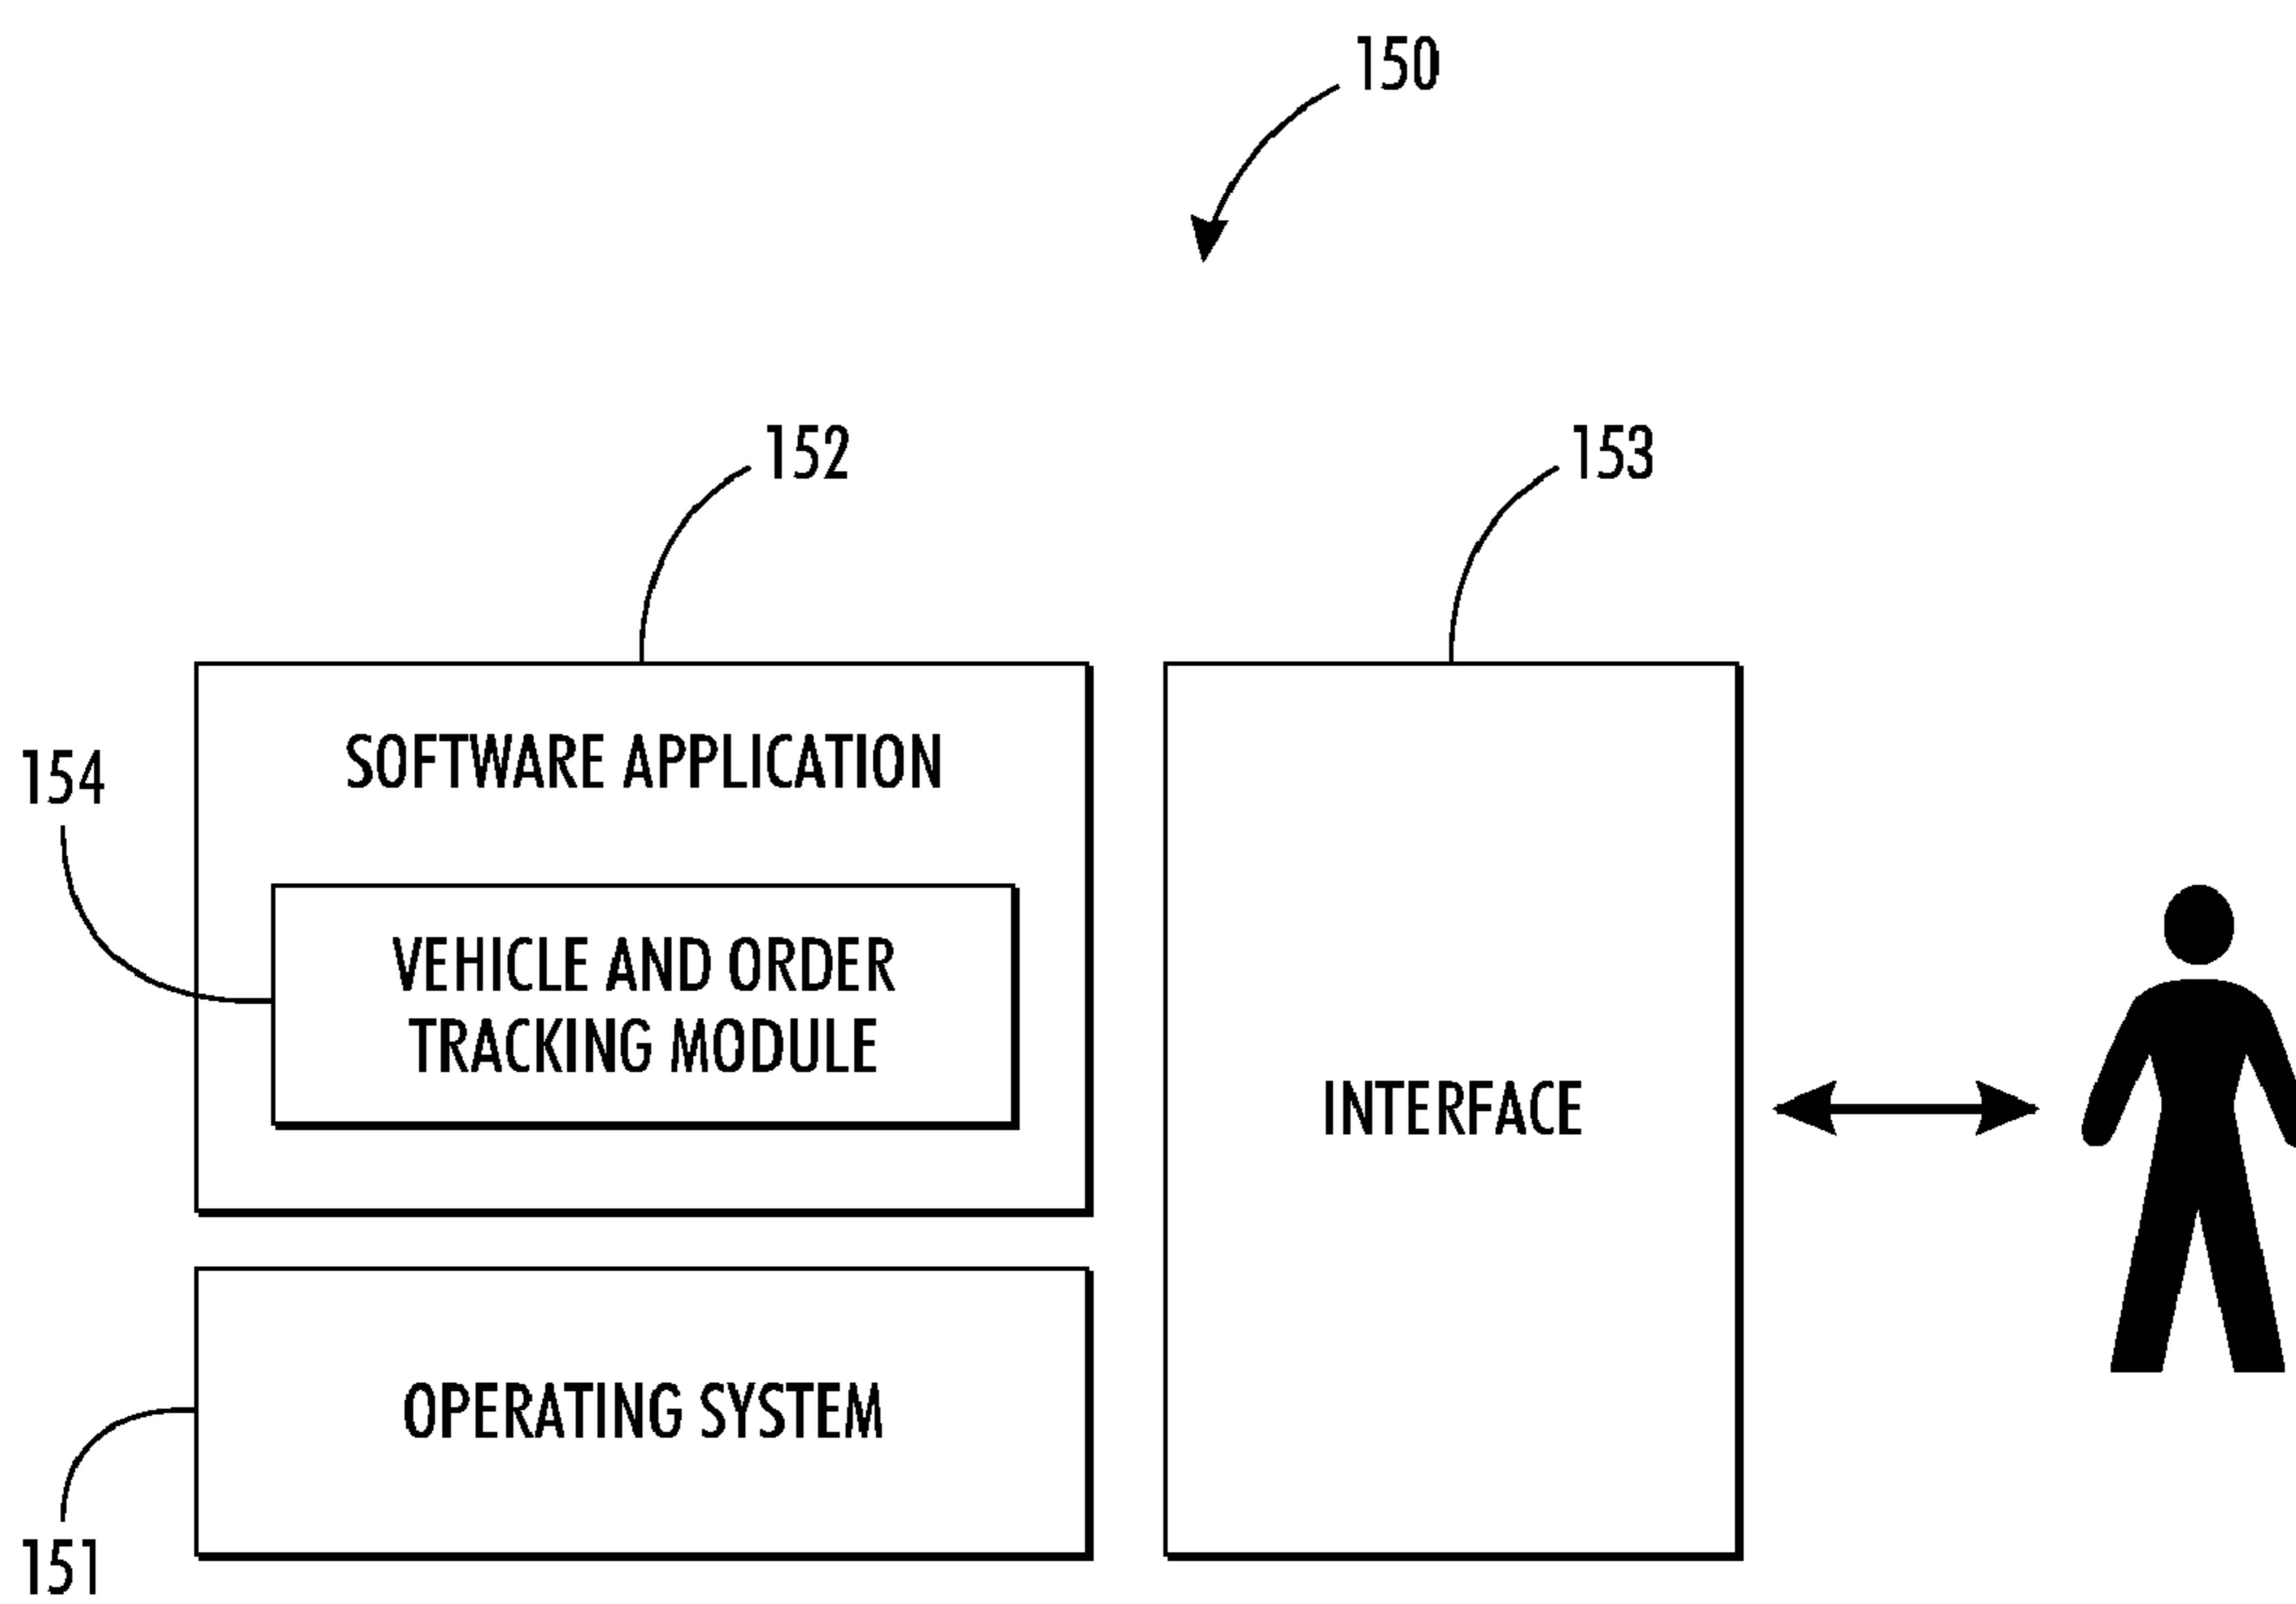 150
152
153
SOFTWARE APPLICATION
154
VEHICLE AND ORDER
TRACKING MODULE
INTERFACE
OPERATING SYSTEM
151